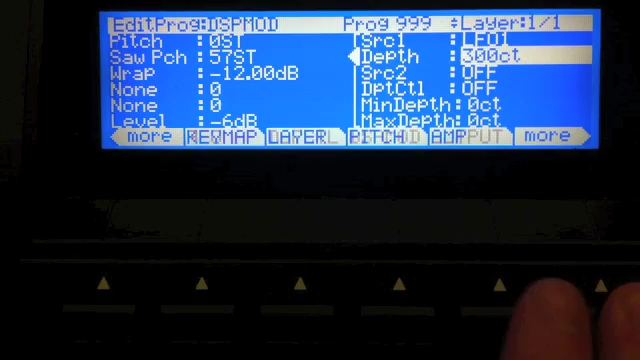 EditProg:DSPMOD Prog 999 Layer:1/1
Pitch :0ST Src1 :LFO1
Saw Pch :57ST Depth :300ct
Wrap :-12.00dB Src2 :OFF
None :0 DptCtl :OFF
None :0 MinDepth:0ct
Level :-6dB MaxDepth:0ct
more KEYMAP LAYER PITCH AMP more